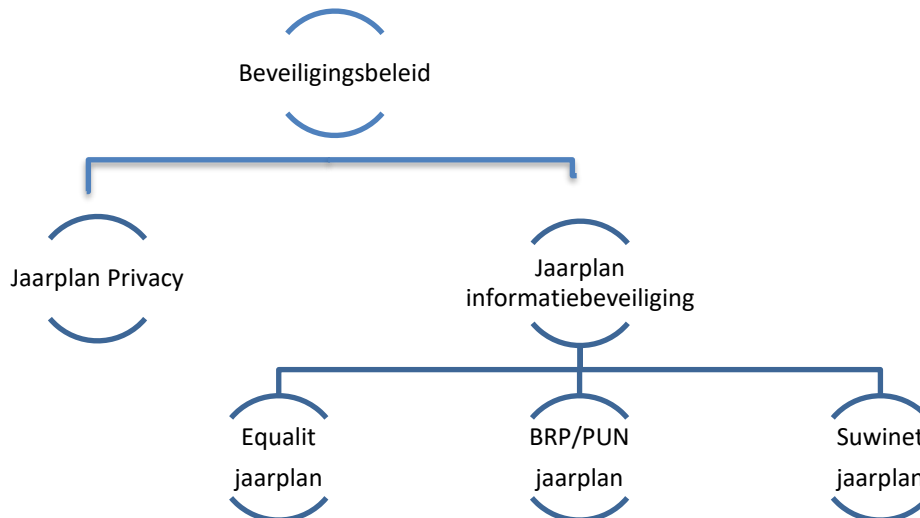 Beveiligingsbeleid
Jaarplan Privacy
Jaarplan
informatiebeveiliging
Equalit
jaarplan
BRP/PUN
jaarplan
Suwinet
jaarplan